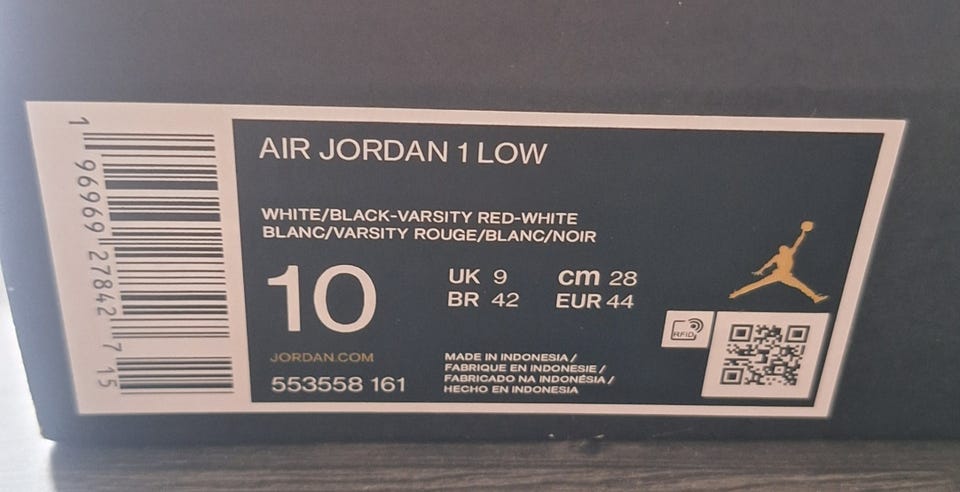 AIR JORDAN 1 LOW
WHITE/BLACK-VARSITY RED-WHITE
BLANC/VARSITY ROUGE/BLANC/NOIR
10
UK 9 cm 28
BR 42 EUR 44
JORDAN.COM
553558 161
MADE IN INDONESIA /
FABRIQUE EN INDONESIE /
FABRICADO NA INDONÉSIA /
HECHO EN INDONESIA
RFID
1 96969 27842 7 15